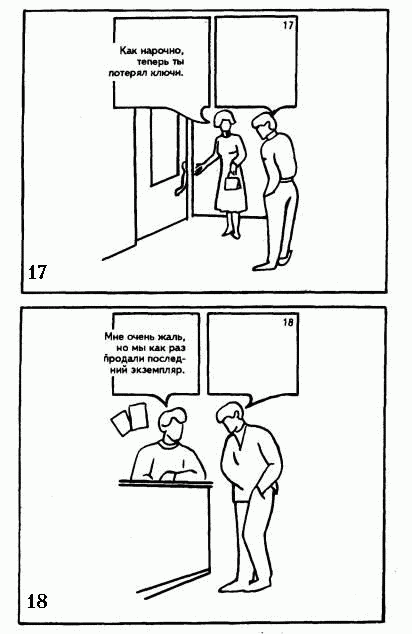 Как нарочно,
теперь ты
потерял ключи.
17
17
Мне очень жаль,
но мы как раз
продали послед-
ний экземпляр.
18
18